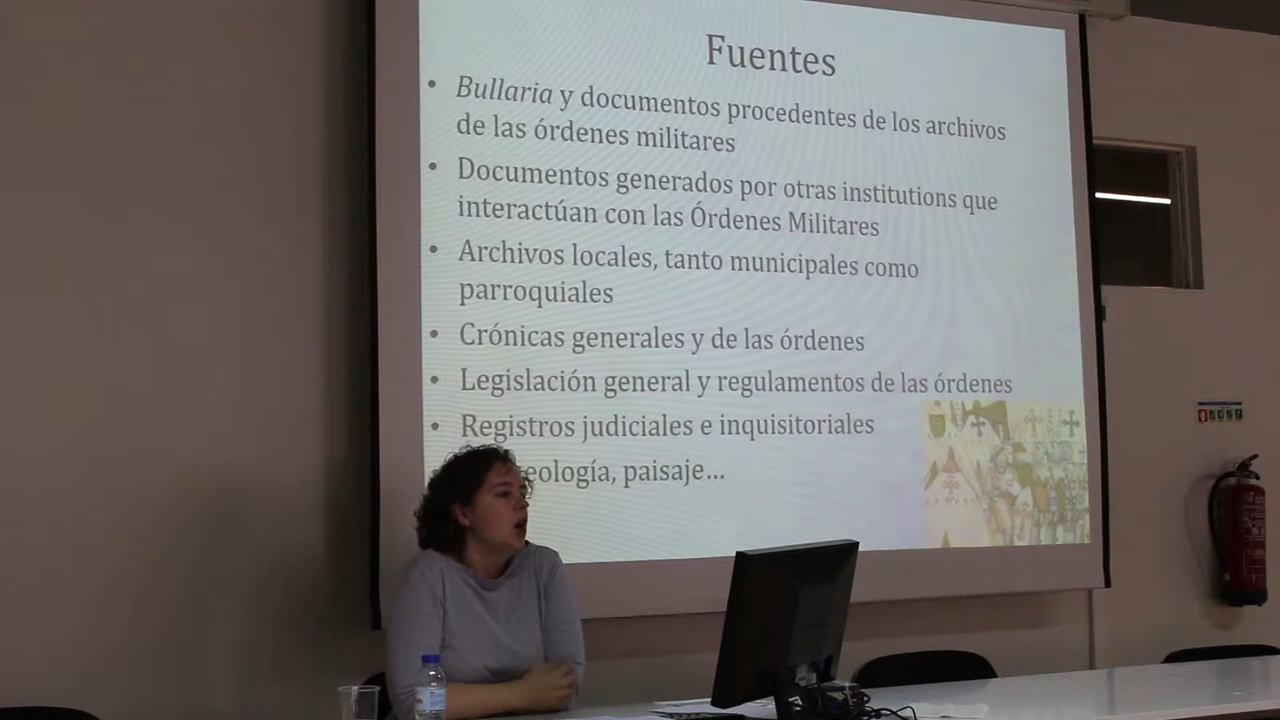 Fuentes
• Bullaria y documentos procedentes de los archivos
de las órdenes militares
• Documentos generados por otras institutions que
interactúan con las Órdenes Militares
• Archivos locales, tanto municipales como
parroquiales
• Crónicas generales y de las órdenes
• Legislación general y regulamentos de las órdenes
• Registros judiciales e inquisitoriales
eología, paisaje...